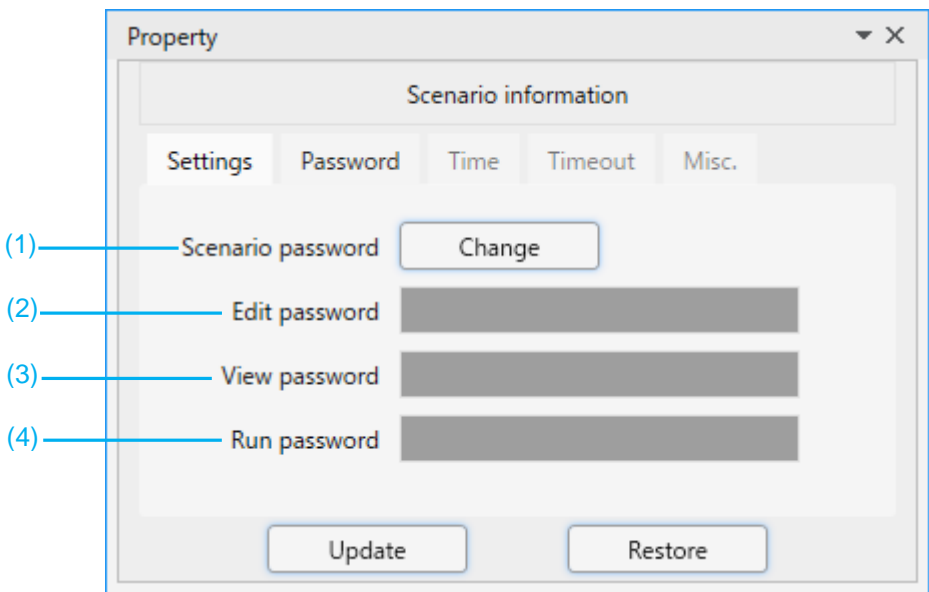 Property
Scenario information
Settings Password Time Timeout Misc.
(1) Scenario password Change
(2) Edit password
(3) View password
(4) Run password
Update Restore